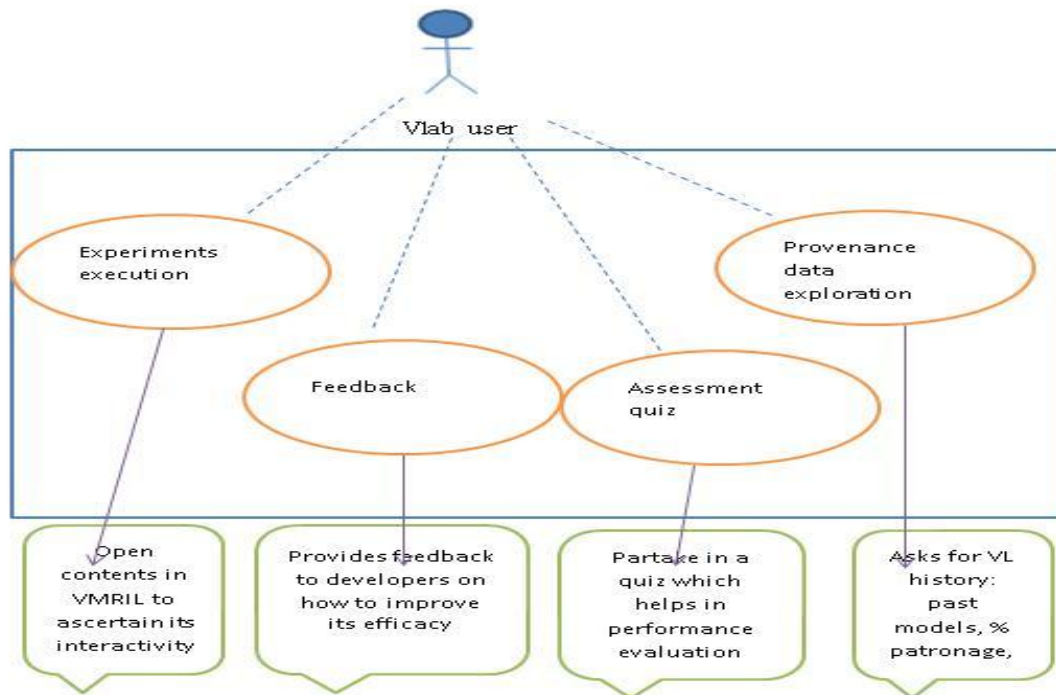 Vlab user
Experiments
execution
Provenance
data
exploration
Feedback
Assessment
quiz
Open
contents in
VMRIL to
ascertain its
interactivity
Provides feedback
to developers on
how to improve
its efficacy
Partake in a
quiz which
helps in
performance
evaluation
Asks for VL
history:
past
models, %
patronage,